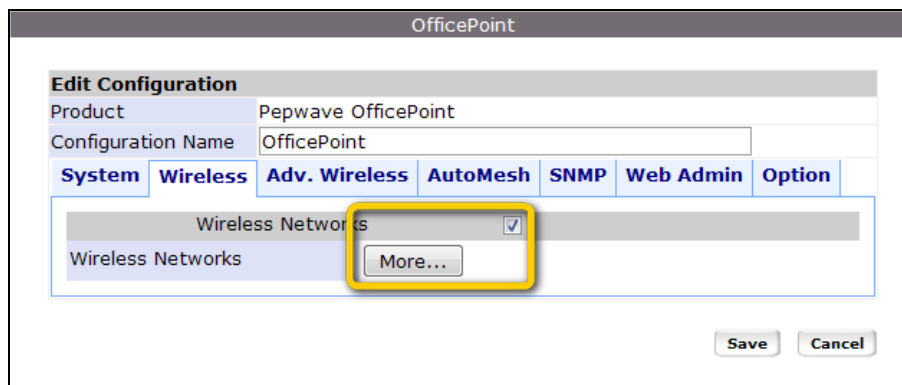 OfficePoint
Edit Configuration
Product Pepwave OfficePoint
Configuration Name OfficePoint
System Wireless Adv. Wireless AutoMesh SNMP Web Admin Option
Wireless Networks
Wireless Networks More...
Save Cancel